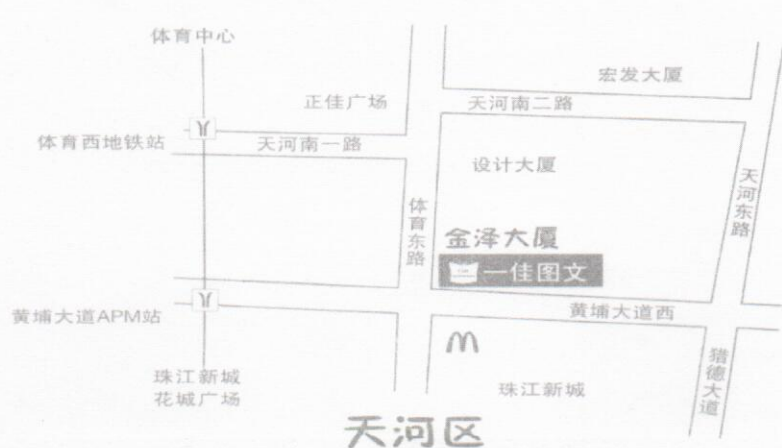 体育中心
宏发大厦
正佳广场
天河南二路
体育西地铁站
天河南一路
设计大厦
天河东路
体育东路
金泽大厦
一佳图文
黄埔大道APM站
黄埔大道西
珠江新城
花城广场
珠江新城
猎德大道
天河区